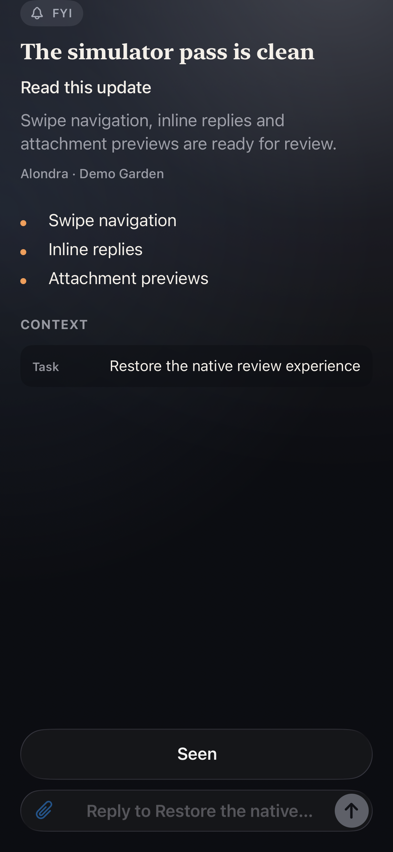 FYI
The simulator pass is clean
Read this update
Swipe navigation, inline replies and
attachment previews are ready for review.
Alondra · Demo Garden
Swipe navigation
Inline replies
Attachment previews
CONTEXT
Task Restore the native review experience
Seen
Reply to Restore the native...